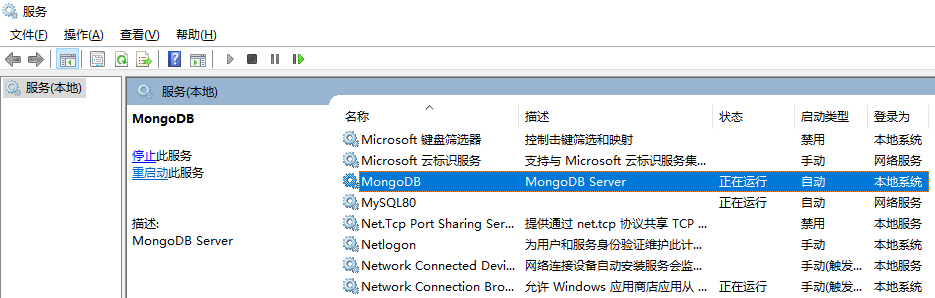 服务
文件(F) 操作(A) 查看(V) 帮助(H)
服务(本地)
服务(本地)
MongoDB
停止此服务
重启动此服务
描述:
MongoDB Server
名称 描述 状态 启动类型 登录为
Microsoft 键盘筛选器 控制击键筛选和映射 禁用 本地系统
Microsoft 云标识服务 支持与 Microsoft 云标识服务集... 手动 网络服务
MongoDB MongoDB Server 正在运行 自动 本地系统
MySQL80 正在运行 自动 网络服务
Net.Tcp Port Sharing Ser... 提供通过 net.tcp 协议共享 TCP ... 禁用 本地服务
Netlogon 为用户和服务身份验证维护此计... 手动 本地系统
Network Connected Devi... 网络连接设备自动安装服务会监... 手动(触发... 本地服务
Network Connection Bro... 允许 Windows 应用商店应用从 ... 正在运行 手动(触发... 本地系统